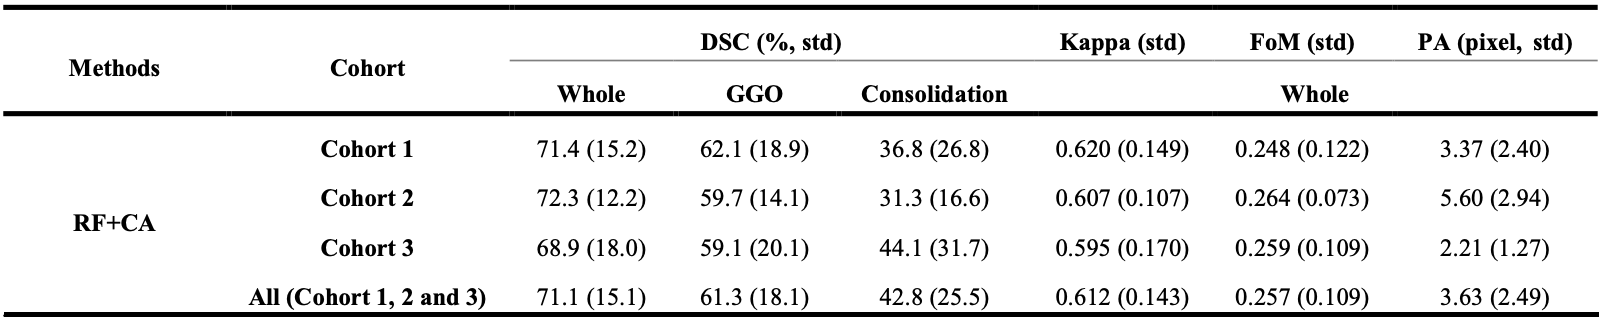 Methods Cohort DSC (%, std) Kappa (std) FoM (std) PA (pixel, std)
Whole GGO Consolidation Whole
RF+CA
Cohort 1 71.4 (15.2) 62.1 (18.9) 36.8 (26.8) 0.620 (0.149) 0.248 (0.122) 3.37 (2.40)
Cohort 2 72.3 (12.2) 59.7 (14.1) 31.3 (16.6) 0.607 (0.107) 0.264 (0.073) 5.60 (2.94)
Cohort 3 68.9 (18.0) 59.1 (20.1) 44.1 (31.7) 0.595 (0.170) 0.259 (0.109) 2.21 (1.27)
All (Cohort 1, 2 and 3) 71.1 (15.1) 61.3 (18.1) 42.8 (25.5) 0.612 (0.143) 0.257 (0.109) 3.63 (2.49)